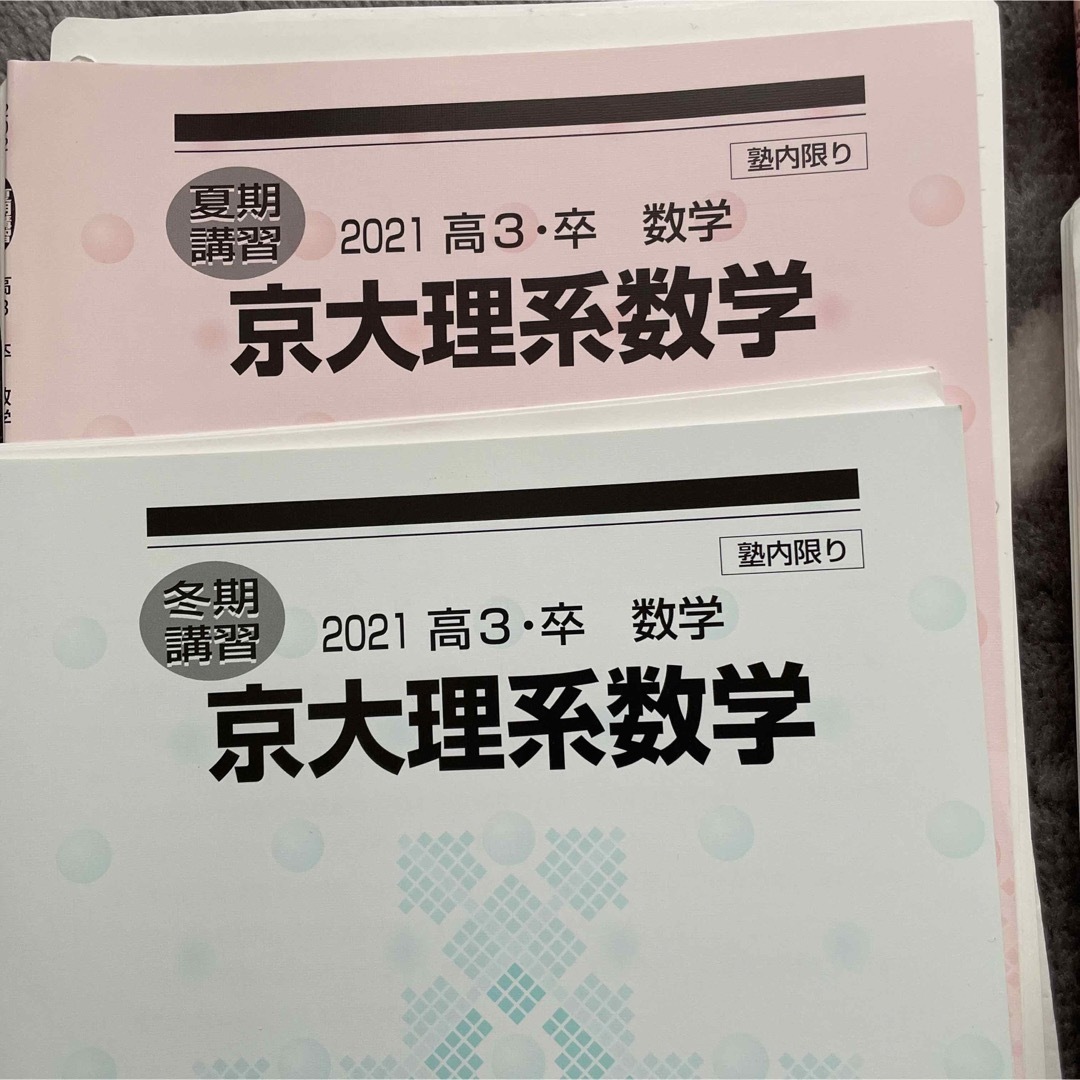 塾内限り
夏期
講習
2021 高3・卒 数学
京大理系数学
塾内限り
冬期
講習
2021 高3・卒 数学
京大理系数学